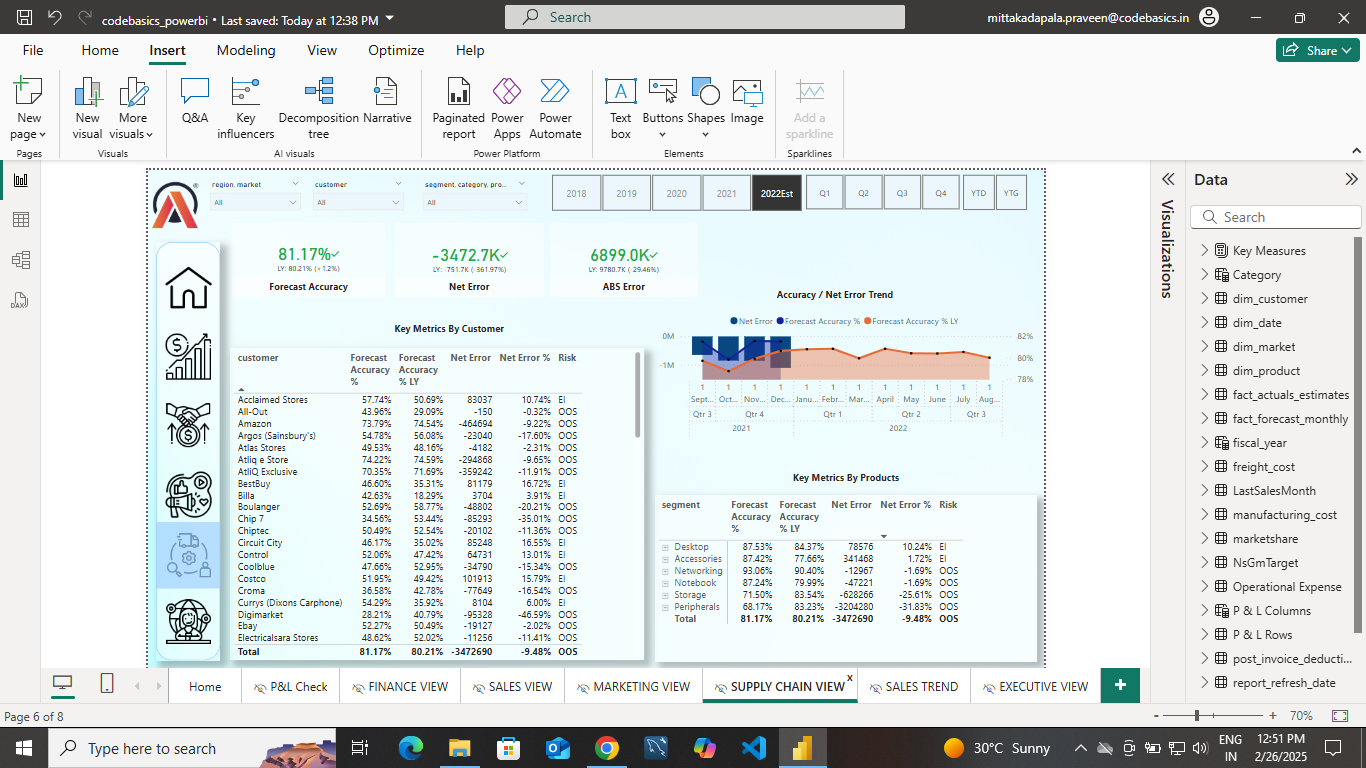 codebasics_powerbi • Last saved: Today at 12:38 PM
Search
mittakadapala.praveen@codebasics.in
File Home Insert Modeling View Optimize Help
Share
New page
New visual
More visuals
Q&A
Key influencers
Decomposition tree
Narrative
Paginated report
Power Apps
Power Automate
Text box
Buttons
Shapes
Image
Add a sparkline
Pages Visuals AI visuals Power Platform Elements Sparklines
region, market
All
customer
All
segment, category, pro...
All
2018 2019 2020 2021 2022Est Q1 Q2 Q3 Q4 YTD YTG
81.17%
LY: 80.21% (+1.2%)
Forecast Accuracy
-3472.7K
LY: -751.7K (-361.97%)
Net Error
6899.0K
LY: 9780.7K (-29.46%)
ABS Error
Key Metrics By Customer
customer Forecast Accuracy % Forecast Accuracy % LY Net Error Net Error % Risk
Acclaimed Stores 57.74% 50.69% 83037 10.74% EI
All-Out 43.96% 29.09% -150 -0.32% OOS
Amazon 73.79% 74.54% -464694 -9.22% OOS
Argos (Sainsbury's) 54.78% 56.08% -23040 -17.60% OOS
Atlas Stores 49.53% 48.16% -4182 -2.31% OOS
Atliq e Store 74.22% 74.59% -294868 -9.65% OOS
AtliQ Exclusive 70.35% 71.69% -359242 -11.91% OOS
BestBuy 46.60% 35.31% 81179 16.72% EI
Billa 42.63% 18.29% 3704 3.91% EI
Boulanger 52.69% 58.77% -48802 -20.21% OOS
Chip 7 34.56% 53.44% -85293 -35.01% OOS
Chiptec 50.49% 52.54% -20102 -11.36% OOS
Circuit City 46.17% 35.02% 85248 16.55% EI
Control 52.06% 47.42% 64731 13.01% EI
Coolblue 47.66% 52.95% -34790 -15.34% OOS
Costco 51.95% 49.42% 101913 15.79% EI
Croma 36.58% 42.78% -77649 -16.54% OOS
Currys (Dixons Carphone) 54.29% 35.92% 8104 6.00% EI
Digimarket 28.21% 40.79% -95328 -46.59% OOS
Ebay 52.27% 50.49% -19127 -2.02% OOS
Electricalsara Stores 48.62% 52.02% -11256 -11.41% OOS
Total 81.17% 80.21% -3472690 -9.48% OOS
Accuracy / Net Error Trend
Net Error Forecast Accuracy % Forecast Accuracy % LY
0M 82%
80%
-1M
78%
1 1 1 1 1 1 1 1 1 1 1 1
Sept... Oct... Nov... Dec... Janu... Febr... Mar... April May June July Aug...
Qtr 3 Qtr 4 Qtr 1 Qtr 2 Qtr 3
2021 2022
Key Metrics By Products
segment Forecast Accuracy % Forecast Accuracy % LY Net Error Net Error % Risk
Desktop 87.53% 84.37% 78576 10.24% EI
Accessories 87.42% 77.66% 341468 1.72% EI
Networking 93.06% 90.40% -12967 -1.69% OOS
Notebook 87.24% 79.99% -47221 -1.69% OOS
Storage 71.50% 83.54% -628266 -25.61% OOS
Peripherals 68.17% 83.23% -3204280 -31.83% OOS
Total 81.17% 80.21% -3472690 -9.48% OOS
Visualizations
Data
Search
Key Measures
Category
dim_customer
dim_date
dim_market
dim_product
fact_actuals_estimates
fact_forecast_monthly
fiscal_year
freight_cost
LastSalesMonth
manufacturing_cost
marketshare
NsGmTarget
Operational Expense
P & L Columns
P & L Rows
post_invoice_deducti...
report_refresh_date
Home P&L Check FINANCE VIEW SALES VIEW MARKETING VIEW SUPPLY CHAIN VIEW x SALES TREND EXECUTIVE VIEW +
Page 6 of 8
- + 70%
Type here to search
30°C Sunny
ENG
IN
12:51 PM
2/26/2025